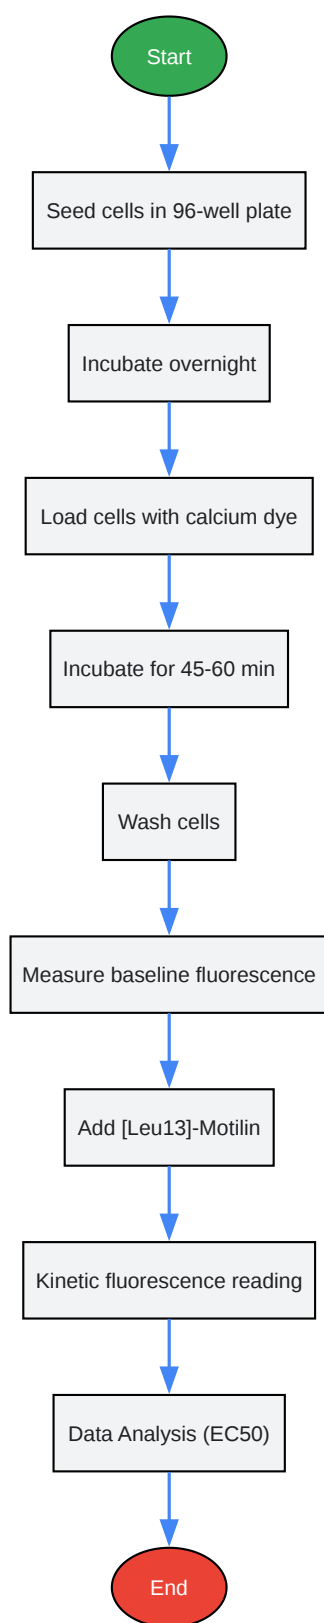 Start
Seed cells in 96-well plate
Incubate overnight
Load cells with calcium dye
Incubate for 45-60 min
Wash cells
Measure baseline fluorescence
Add [Leu13]-Motilin
Kinetic fluorescence reading
Data Analysis (EC50)
End